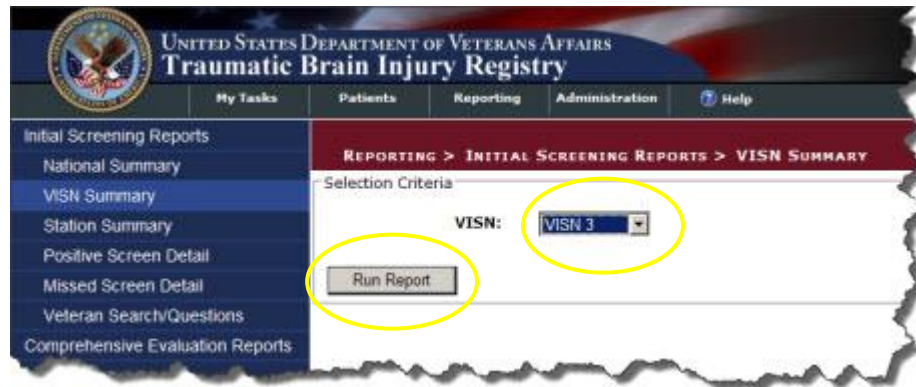 UNITED STATES DEPARTMENT OF VETERANS AFFAIRS
Traumatic Brain Injury Registry
My Tasks Patients Reporting Administration ? Help
Initial Screening Reports
National Summary
VISN Summary
Station Summary
Positive Screen Detail
Missed Screen Detail
Veteran Search/Questions
Comprehensive Evaluation Reports
REPORTING > INITIAL SCREENING REPORTS > VISN SUMMARY
Selection Criteria
VISN: VISN 3
Run Report